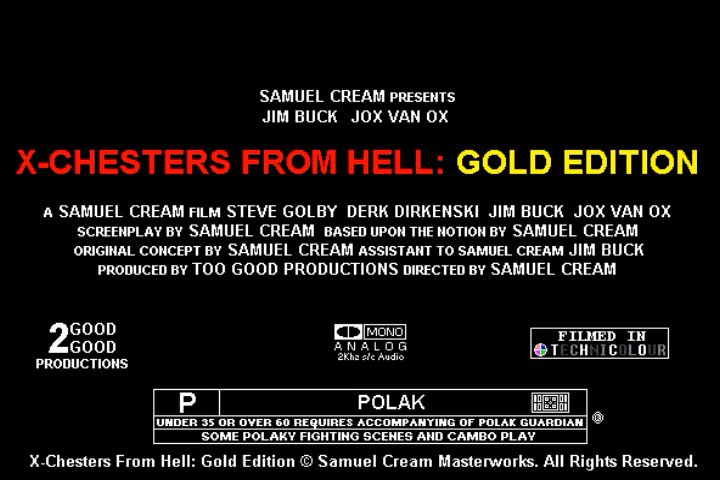 SAMUEL CREAM PRESENTS
JIM BUCK JOX VAN OX
X-CHESTERS FROM HELL: GOLD EDITION
A SAMUEL CREAM FILM STEVE GOLBY DERK DIRKENSKI JIM BUCK JOX VAN OX
SCREENPLAY BY SAMUEL CREAM BASED UPON THE NOTION BY SAMUEL CREAM
ORIGINAL CONCEPT BY SAMUEL CREAM ASSISTANT TO SAMUEL CREAM JIM BUCK
PRODUCED BY TOO GOOD PRODUCTIONS DIRECTED BY SAMUEL CREAM
2 GOOD
GOOD
PRODUCTIONS
MONO
ANALOG
2Khz s/c Audio
FILMED IN
TECHNICOLOUR
P POLAK
UNDER 35 OR OVER 60 REQUIRES ACCOMPANYING OF POLAK GUARDIAN
SOME POLAKY FIGHTING SCENES AND CAMBO PLAY
®
X-Chesters From Hell: Gold Edition © Samuel Cream Masterworks. All Rights Reserved.